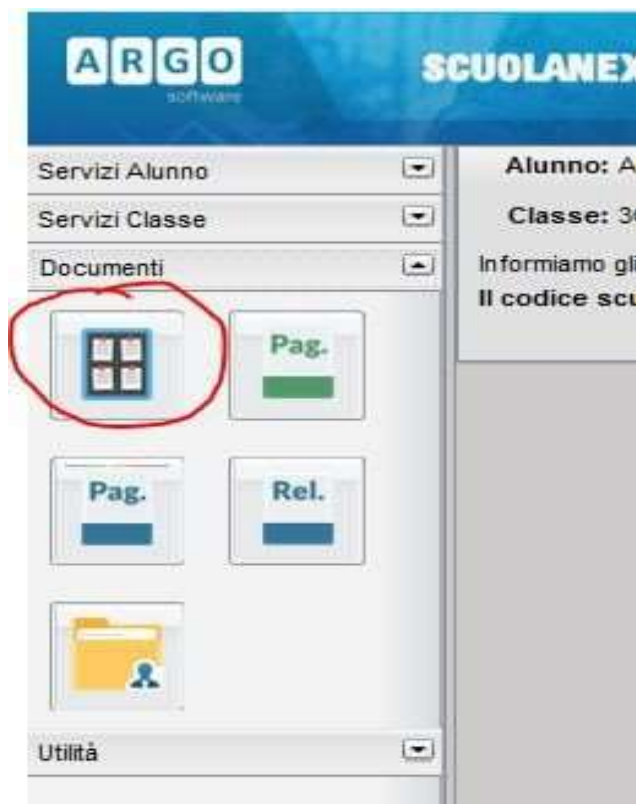 ARGO
software
SCUOLANEX
Servizi Alunno
Servizi Classe
Documenti
Pag.
Pag.
Rel.
Utilità
Alunno: A
Classe: 3
Informiamo gli
Il codice scu